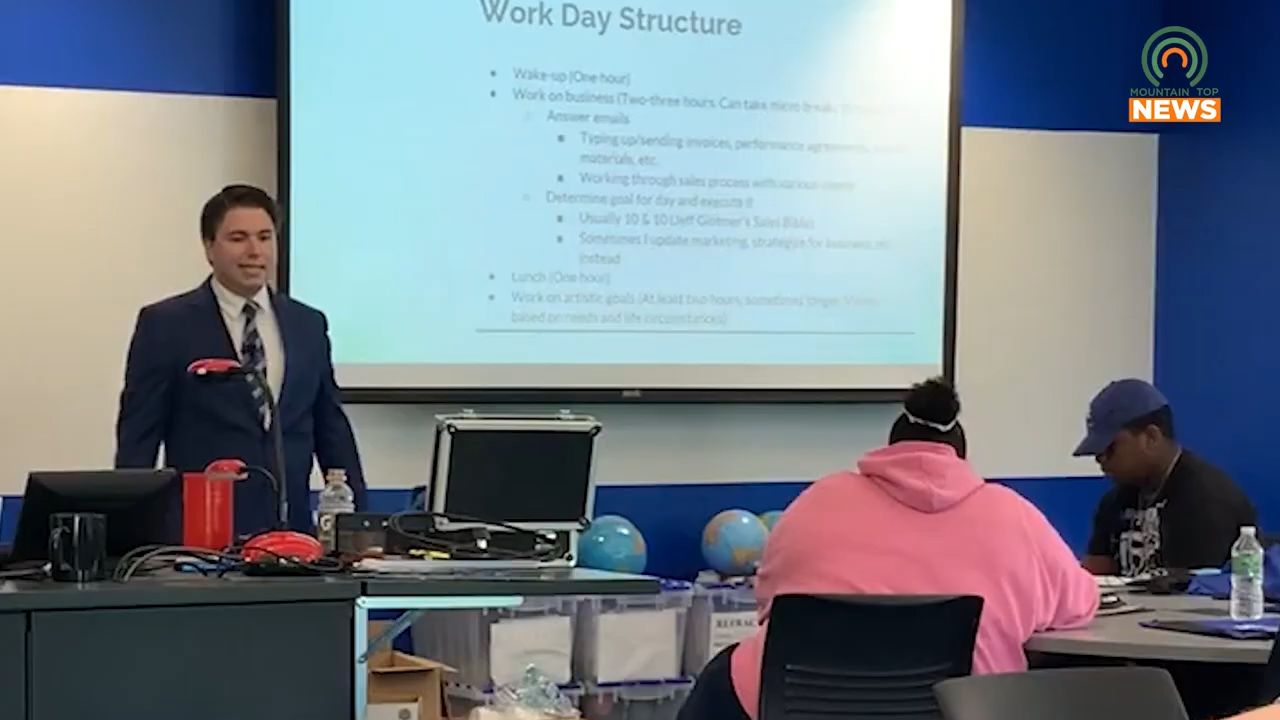 Work Day Structure
MOUNTAIN TOP
NEWS
Wake-up (One hour)
Work on business (Two-three hours. Can take micro breaks
Answer emails
Typing up/sending invoices, performance agreements,
materials, etc.
Working through sales process with various clients
Determine goal for day and execute it
Usually 10 & 10 (Jeff Giotmer's Sales Bible)
Sometimes I update marketing, strategize for business, etc
instead
Lunch (One hour)
Work on artistic goals (At least two hours, sometimes longer.
based on needs and life circumstances)